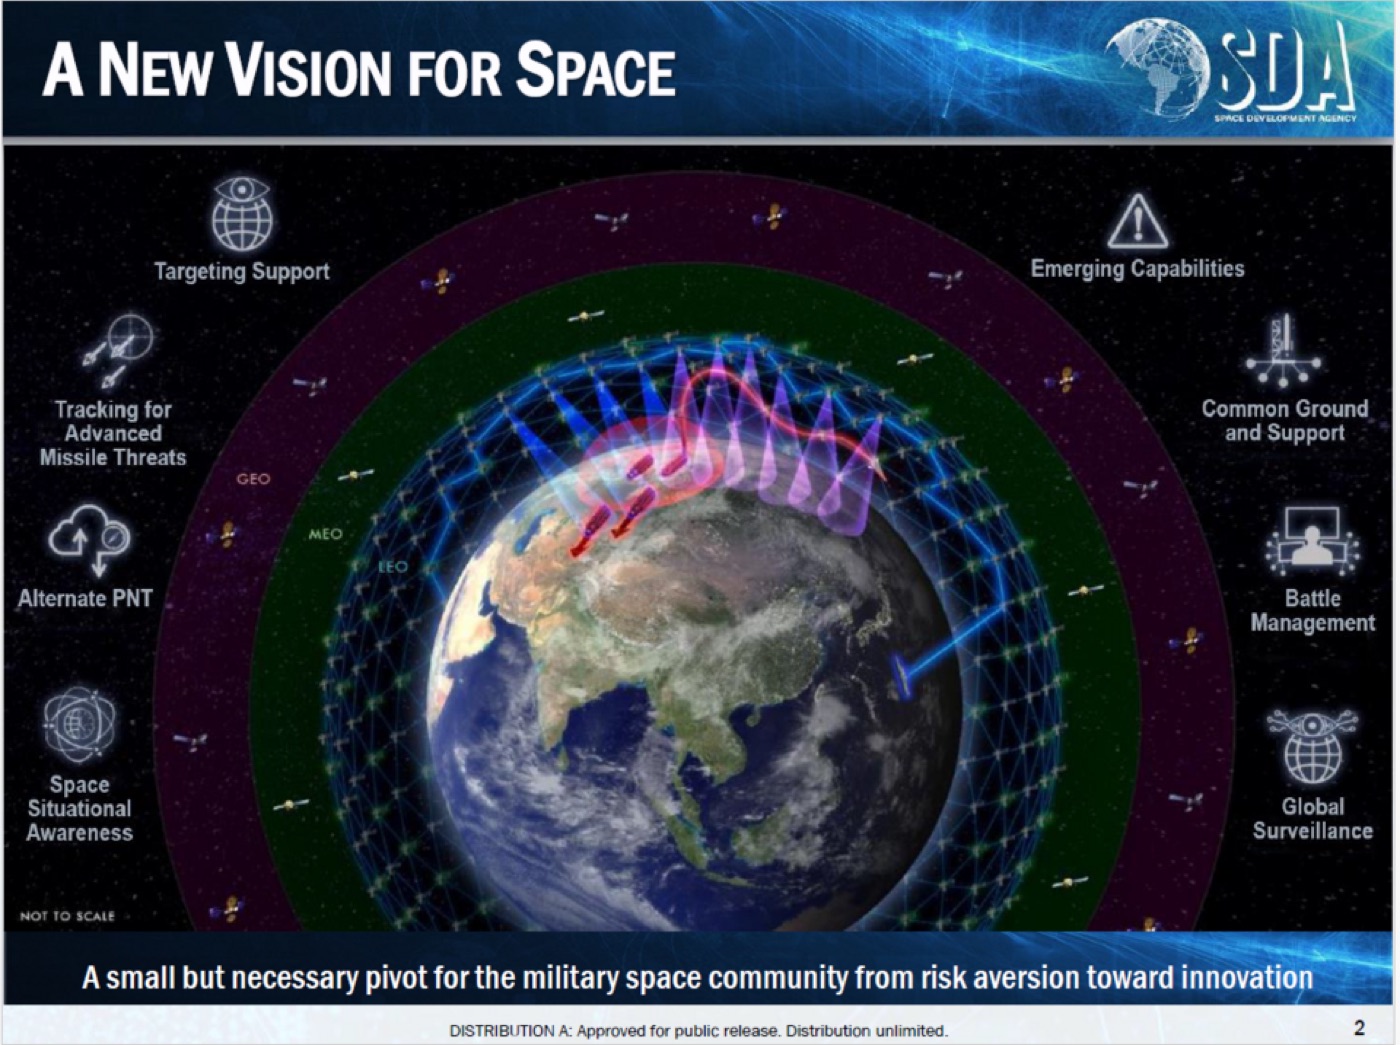 A NEW VISION FOR SPACE
SDA
SPACE DEVELOPMENT AGENCY
Targeting Support
Tracking for
Advanced
Missile Threats
Alternate PNT
Space
Situational
Awareness
GEO
MEO
LEO
Emerging Capabilities
Common Ground
and Support
Battle
Management
Global
Surveillance
NOT TO SCALE
A small but necessary pivot for the military space community from risk aversion toward innovation
DISTRIBUTION A: Approved for public release. Distribution unlimited.
2